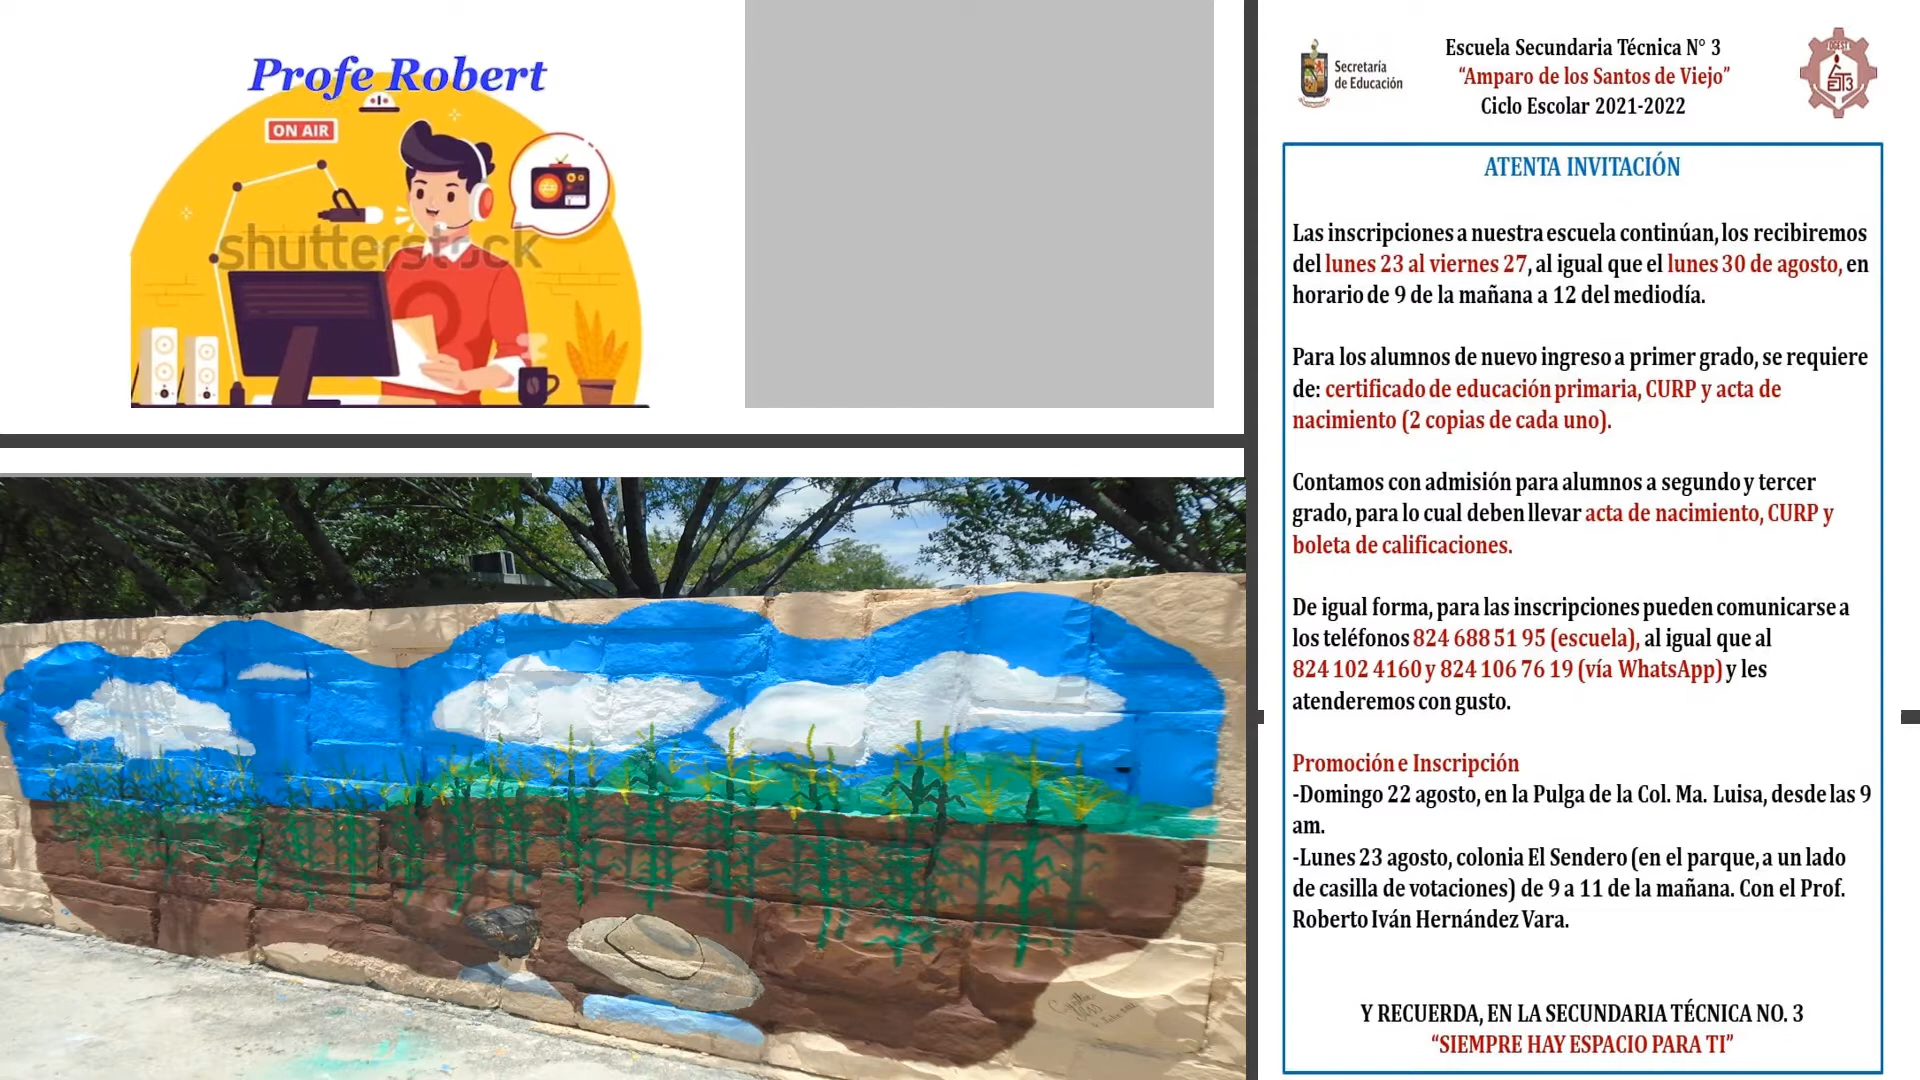 Profe Robert
ON AIR
shutterstock
Secretaría
de Educación
Escuela Secundaria Técnica N° 3
“Amparo de los Santos de Viejo”
Ciclo Escolar 2021-2022
ATENTA INVITACIÓN
Las inscripciones a nuestra escuela continúan, los recibiremos
del lunes 23 al viernes 27, al igual que el lunes 30 de agosto, en
horario de 9 de la mañana a 12 del mediodía.
Para los alumnos de nuevo ingreso a primer grado, se requiere
de: certificado de educación primaria, CURP y acta de
nacimiento (2 copias de cada uno).
Contamos con admisión para alumnos a segundo y tercer
grado, para lo cual deben llevar acta de nacimiento, CURP y
boleta de calificaciones.
De igual forma, para las inscripciones pueden comunicarse a
los teléfonos 824 688 51 95 (escuela), al igual que al
824 102 4160 y 824 106 76 19 (vía WhatsApp) y les
atenderemos con gusto.
Promoción e Inscripción
-Domingo 22 agosto, en la Pulga de la Col. Ma. Luisa, desde las 9
am.
-Lunes 23 agosto, colonia El Sendero (en el parque, a un lado
de casilla de votaciones) de 9 a 11 de la mañana. Con el Prof.
Roberto Iván Hernández Vara.
Y RECUERDA, EN LA SECUNDARIA TÉCNICA NO. 3
“SIEMPRE HAY ESPACIO PARA TI”